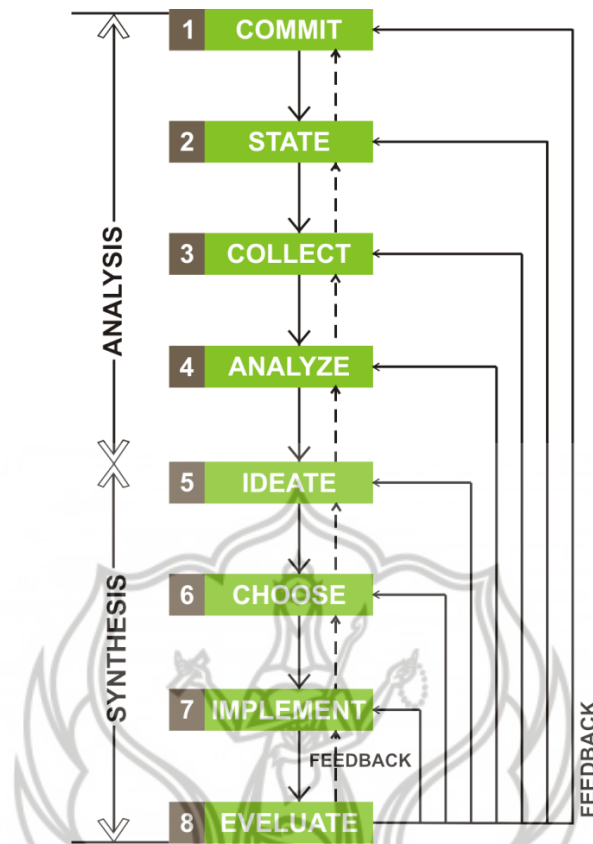 1 COMMIT
2 STATE
3 COLLECT
ANALYSIS
4 ANALYZE
5 IDEATE
6 CHOOSE
SYNTHESIS
7 IMPLEMENT
FEEDBACK
FEEDBACK
8 EVELUATE